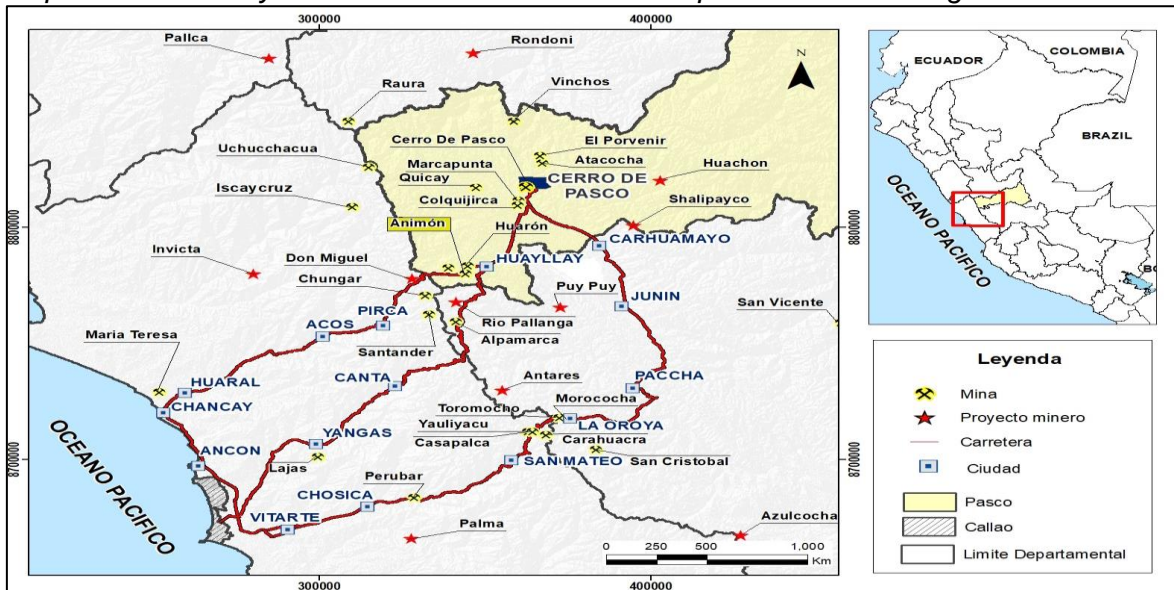 300000
400000
Pallca
Rondoni
N
Raura
Vinchos
Cerro De Pasco
El Porvenir
Uchucchacua
Marcapunta
Atacocha
Huachon
Quicay
CERRO DE
PASCO
Iscaycruz
Colquijirca
Shalipayco
8800000
8800000
Animón
Huarón
CARHUAMAYO
Invicta
Don Miguel
HUAYLLAY
Chungar
Puy Puy
PIRCA
JUNIN
San Vicente
ACOS
Rio Pallanga
Maria Teresa
Alpamarca
Santander
HUARAL
CANTA
Antares
PACCHA
CHANCAY
Toromocho
Morococha
Yauliyacu
LA OROYA
YANGAS
Casapalca
Carahuacra
ANCON
Lajas
SAN MATEO
San Cristobal
8700000
8700000
Perubar
CHOSICA
OCEANO PACIFICO
VITARTE
Palma
Azulcocha
0
250
500
1,000
Km
300000
400000
COLOMBIA
ECUADOR
BRAZIL
OCEANO PACIFICO
BO
Leyenda
Mina
Proyecto minero
Carretera
Ciudad
Pasco
Callao
Limite Departamental